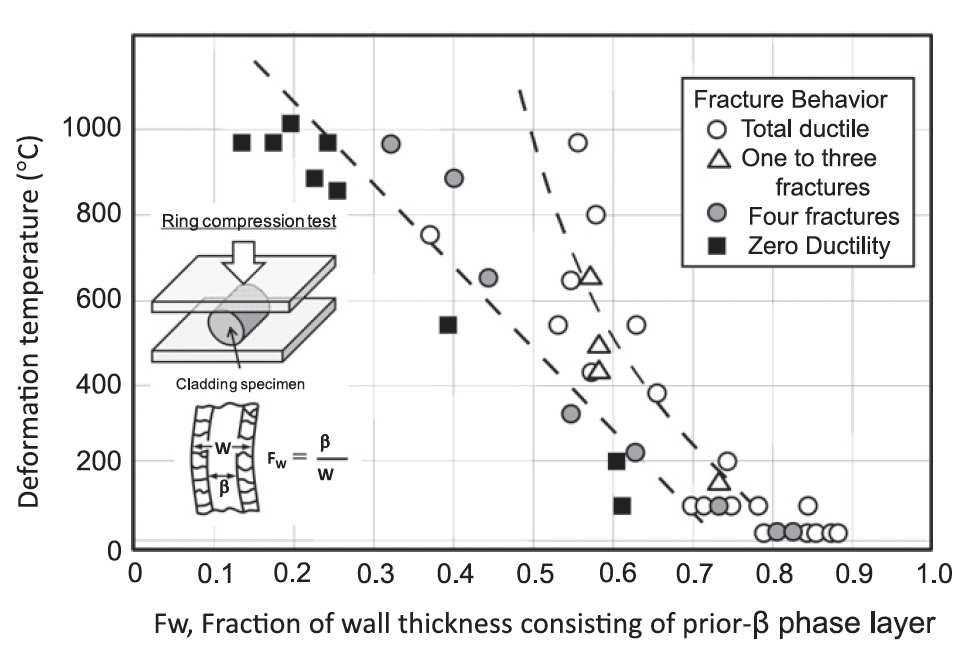 Deformation temperature (°C)
1000
800
600
400
200
0
Fracture Behavior
Total ductile
One to three
fractures
Four fractures
Zero Ductility
Ring compression test
Cladding specimen
W
β
Fw = β / W
0 0.1 0.2 0.3 0.4 0.5 0.6 0.7 0.8 0.9 1.0
Fw, Fraction of wall thickness consisting of prior-β phase layer